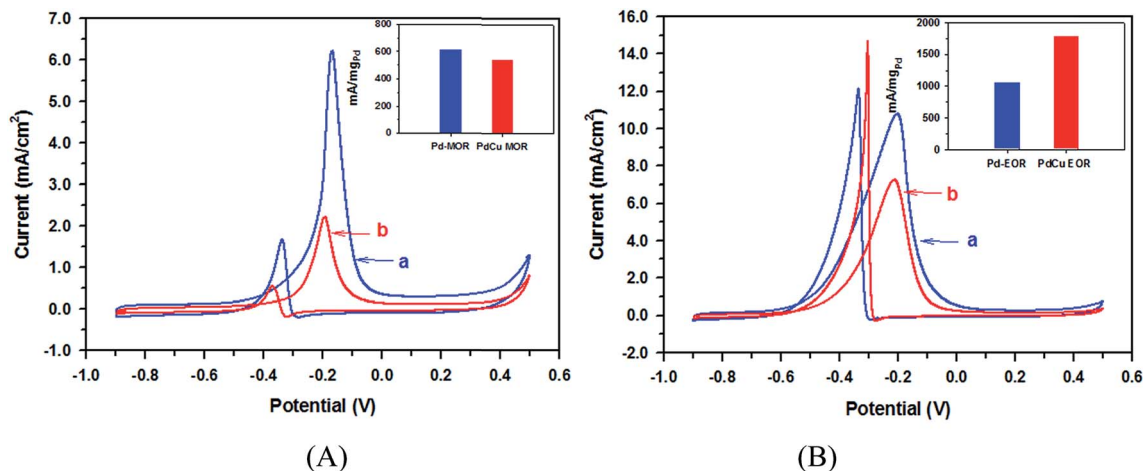 7.0
6.0
5.0
4.0
3.0
2.0
1.0
0.0
-1.0
Current (mA/cm²)
-1.0 -0.8 -0.6 -0.4 -0.2 0.0 0.2 0.4 0.6
Potential (V)
800
600
400
200
0
mA/mgPd
Pd-MOR PdCu MOR
b
a
(A)
16.0
14.0
12.0
10.0
8.0
6.0
4.0
2.0
0.0
-2.0
Current (mA/cm²)
-1.0 -0.8 -0.6 -0.4 -0.2 0.0 0.2 0.4 0.6
Potential (V)
2000
1500
1000
500
0
mA/mgPd
Pd-EOR PdCu EOR
b
a
(B)